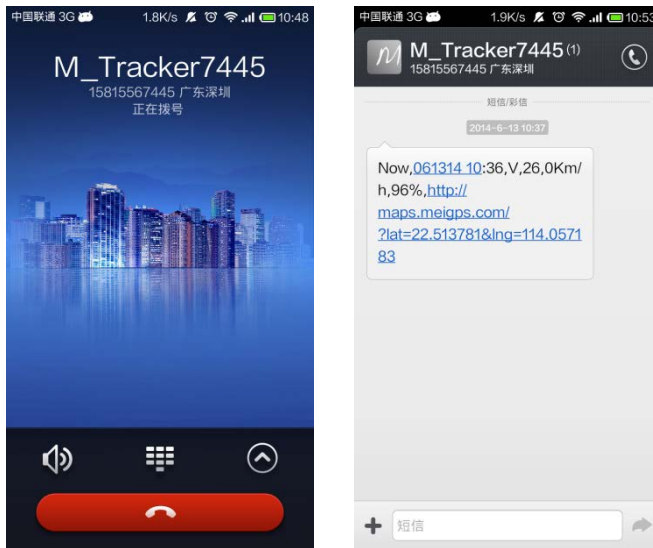 中国联通 3G 1.8K/s 10:48
M_Tracker7445
15815567445 广东深圳
正在拨号
中国联通 3G 1.9K/s 10:53
M_Tracker7445(1)
15815567445 广东深圳
短信/彩信
2014-6-13 10:37
Now,061314 10:36,V,26,0Km/
h,96%,http://
maps.meigps.com/
?lat=22.513781&lng=114.0571
83
短信